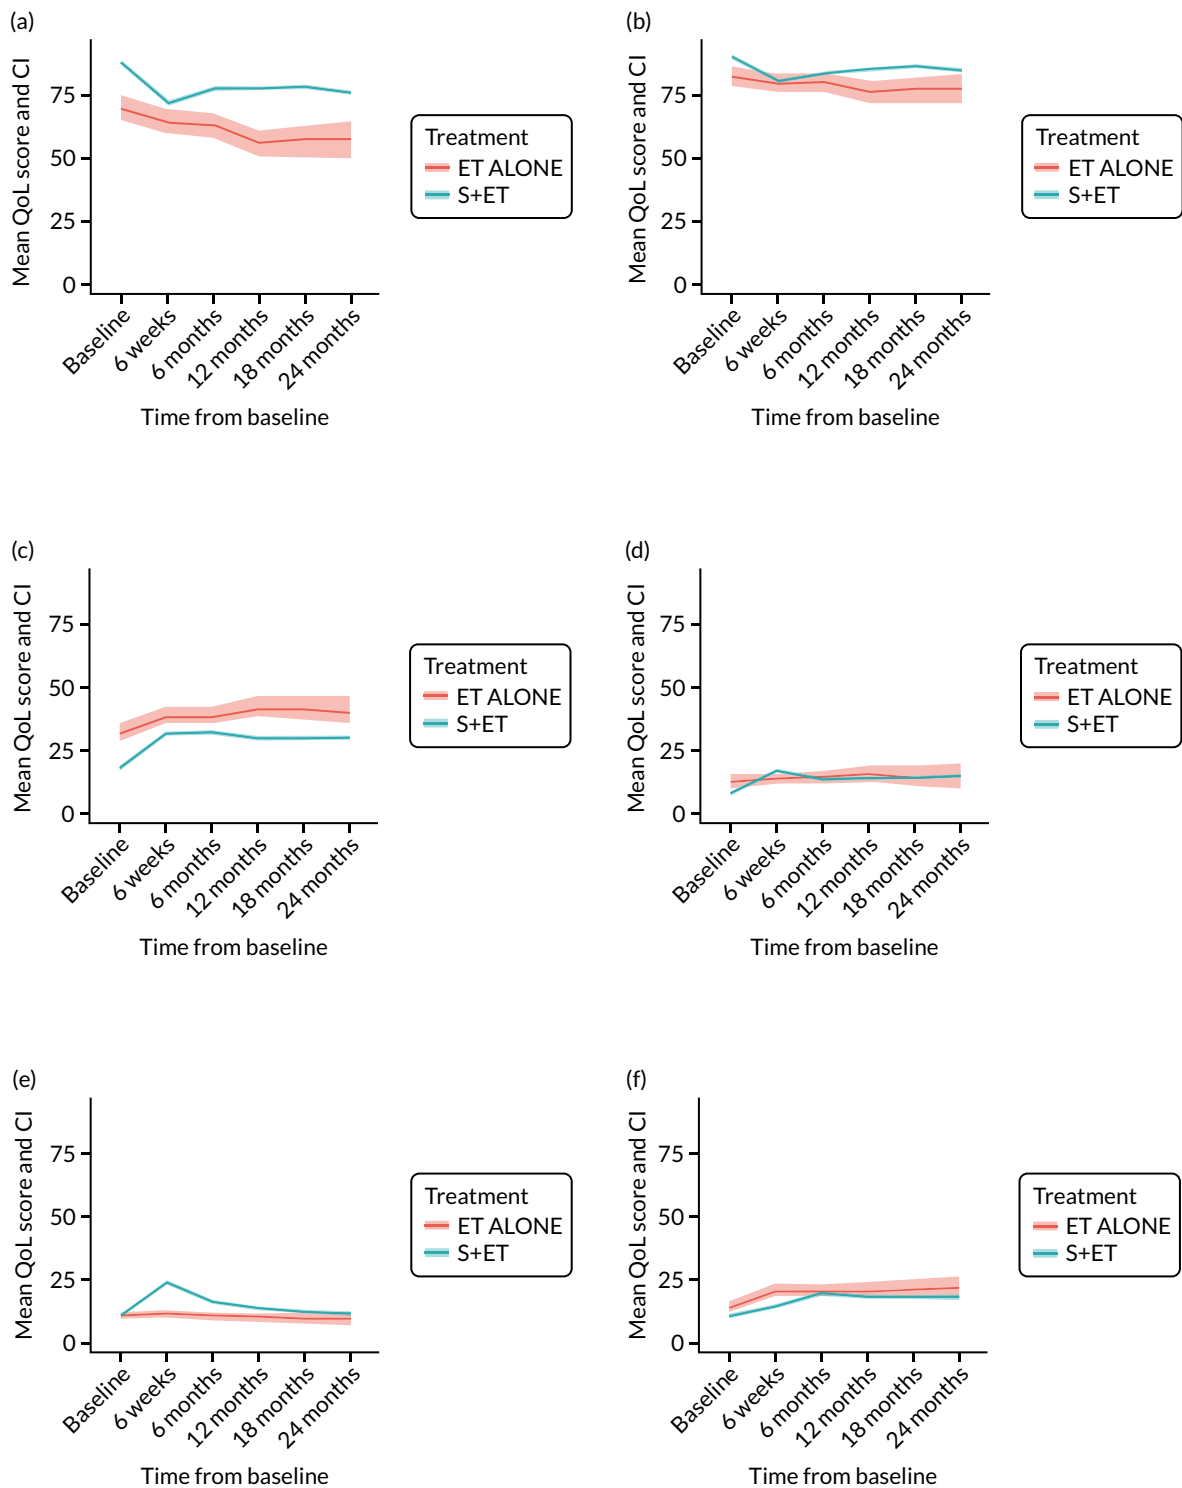 (a)
Mean QoL score and CI
75
50
25
0
Baseline
6 weeks
6 months
12 months
18 months
24 months
Time from baseline
Treatment
ET ALONE
S+ET
(b)
Mean QoL score and CI
75
50
25
0
Baseline
6 weeks
6 months
12 months
18 months
24 months
Time from baseline
Treatment
ET ALONE
S+ET
(c)
Mean QoL score and CI
75
50
25
0
Baseline
6 weeks
6 months
12 months
18 months
24 months
Time from baseline
Treatment
ET ALONE
S+ET
(d)
Mean QoL score and CI
75
50
25
0
Baseline
6 weeks
6 months
12 months
18 months
24 months
Time from baseline
Treatment
ET ALONE
S+ET
(e)
Mean QoL score and CI
75
50
25
0
Baseline
6 weeks
6 months
12 months
18 months
24 months
Time from baseline
Treatment
ET ALONE
S+ET
(f)
Mean QoL score and CI
75
50
25
0
Baseline
6 weeks
6 months
12 months
18 months
24 months
Time from baseline
Treatment
ET ALONE
S+ET